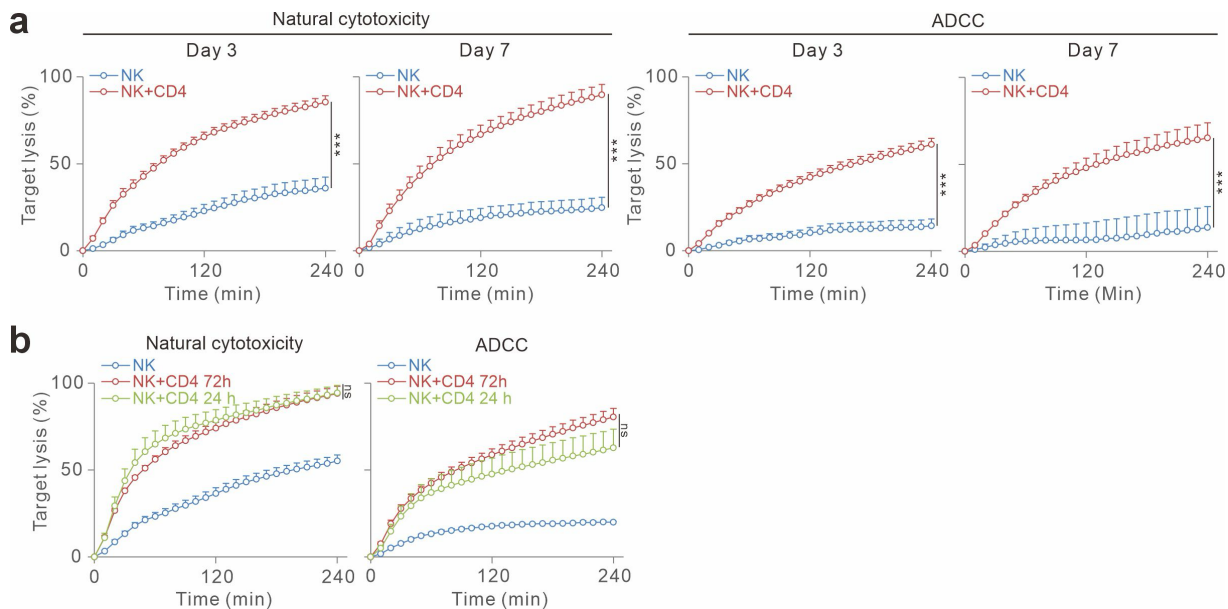 a
Natural cytotoxicity
ADCC
Day 3
Day 7
Day 3
Day 7
Target lysis (%)
100
50
0
NK
NK+CD4
***
0
120
240
Time (min)
NK
NK+CD4
***
0
120
240
Time (min)
Target lysis (%)
100
50
0
NK
NK+CD4
***
0
120
240
Time (min)
NK
NK+CD4
***
0
120
240
Time (Min)
b
Natural cytotoxicity
ADCC
Target lysis (%)
100
50
0
NK
NK+CD4 72h
NK+CD4 24 h
ns
0
120
240
Time (min)
NK
NK+CD4 72h
NK+CD4 24 h
ns
0
120
240
Time (min)